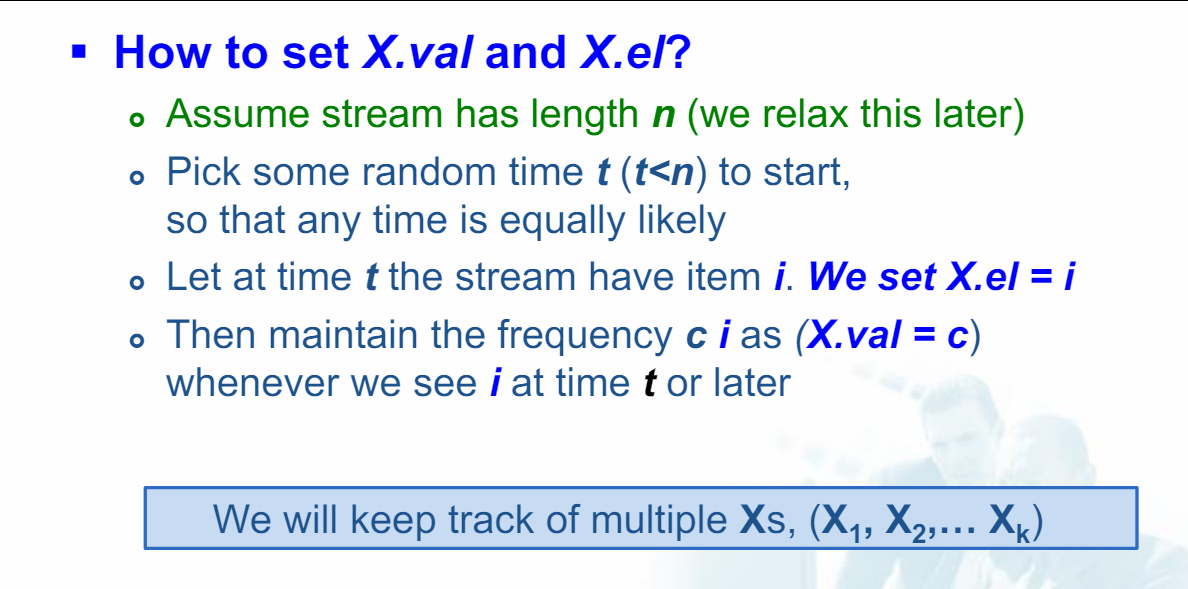 ▪ How to set X.val and X.el?
o Assume stream has length n (we relax this later)
o Pick some random time t (t<n) to start,
so that any time is equally likely
o Let at time t the stream have item i. We set X.el = i
o Then maintain the frequency c i as (X.val = c)
whenever we see i at time t or later
We will keep track of multiple Xs, (X₁, X₂,… Xₖ)